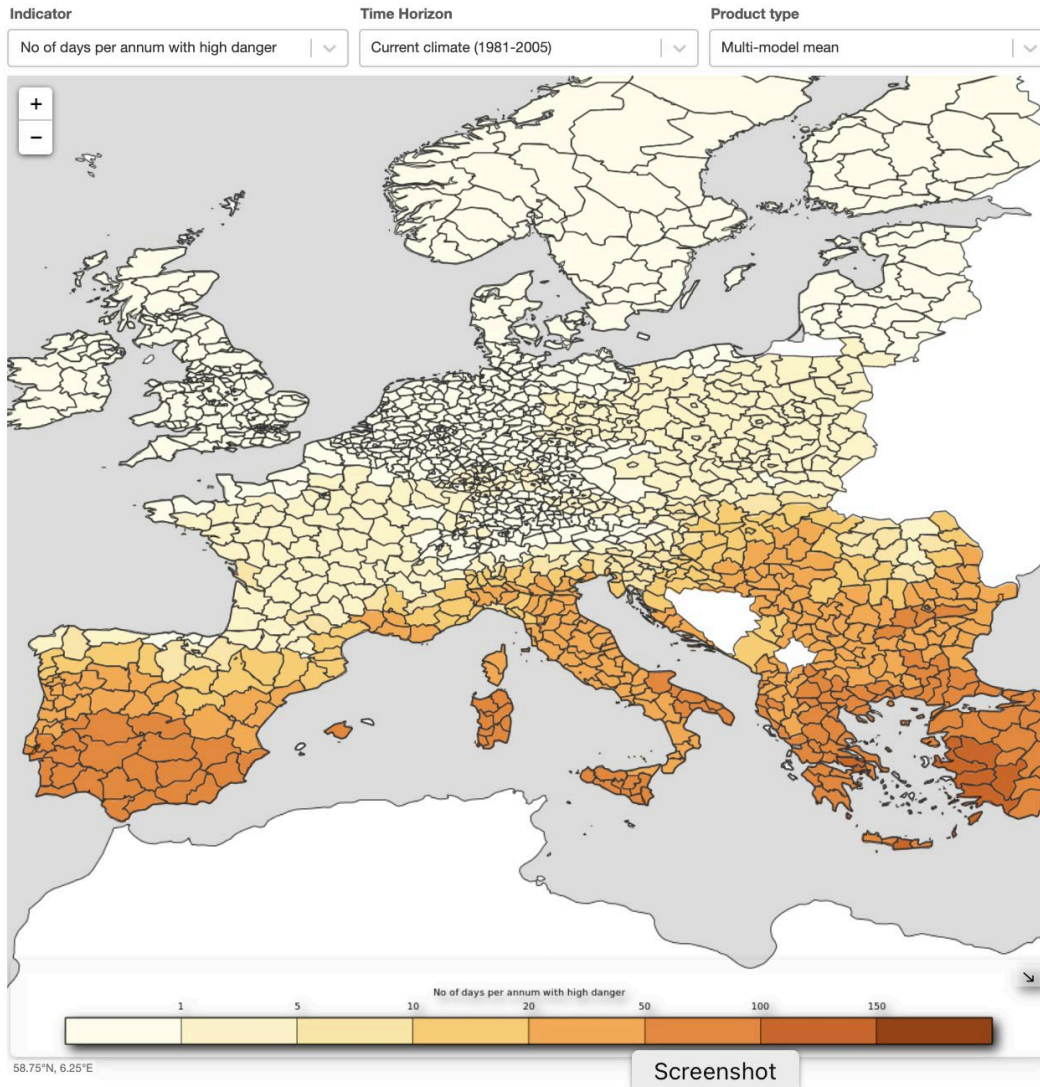 Indicator Time Horizon Product type
No of days per annum with high danger Current climate (1981-2005) Multi-model mean
+
−
No of days per annum with high danger
1 5 10 20 50 100 150
58.75°N, 6.25°E
Screenshot